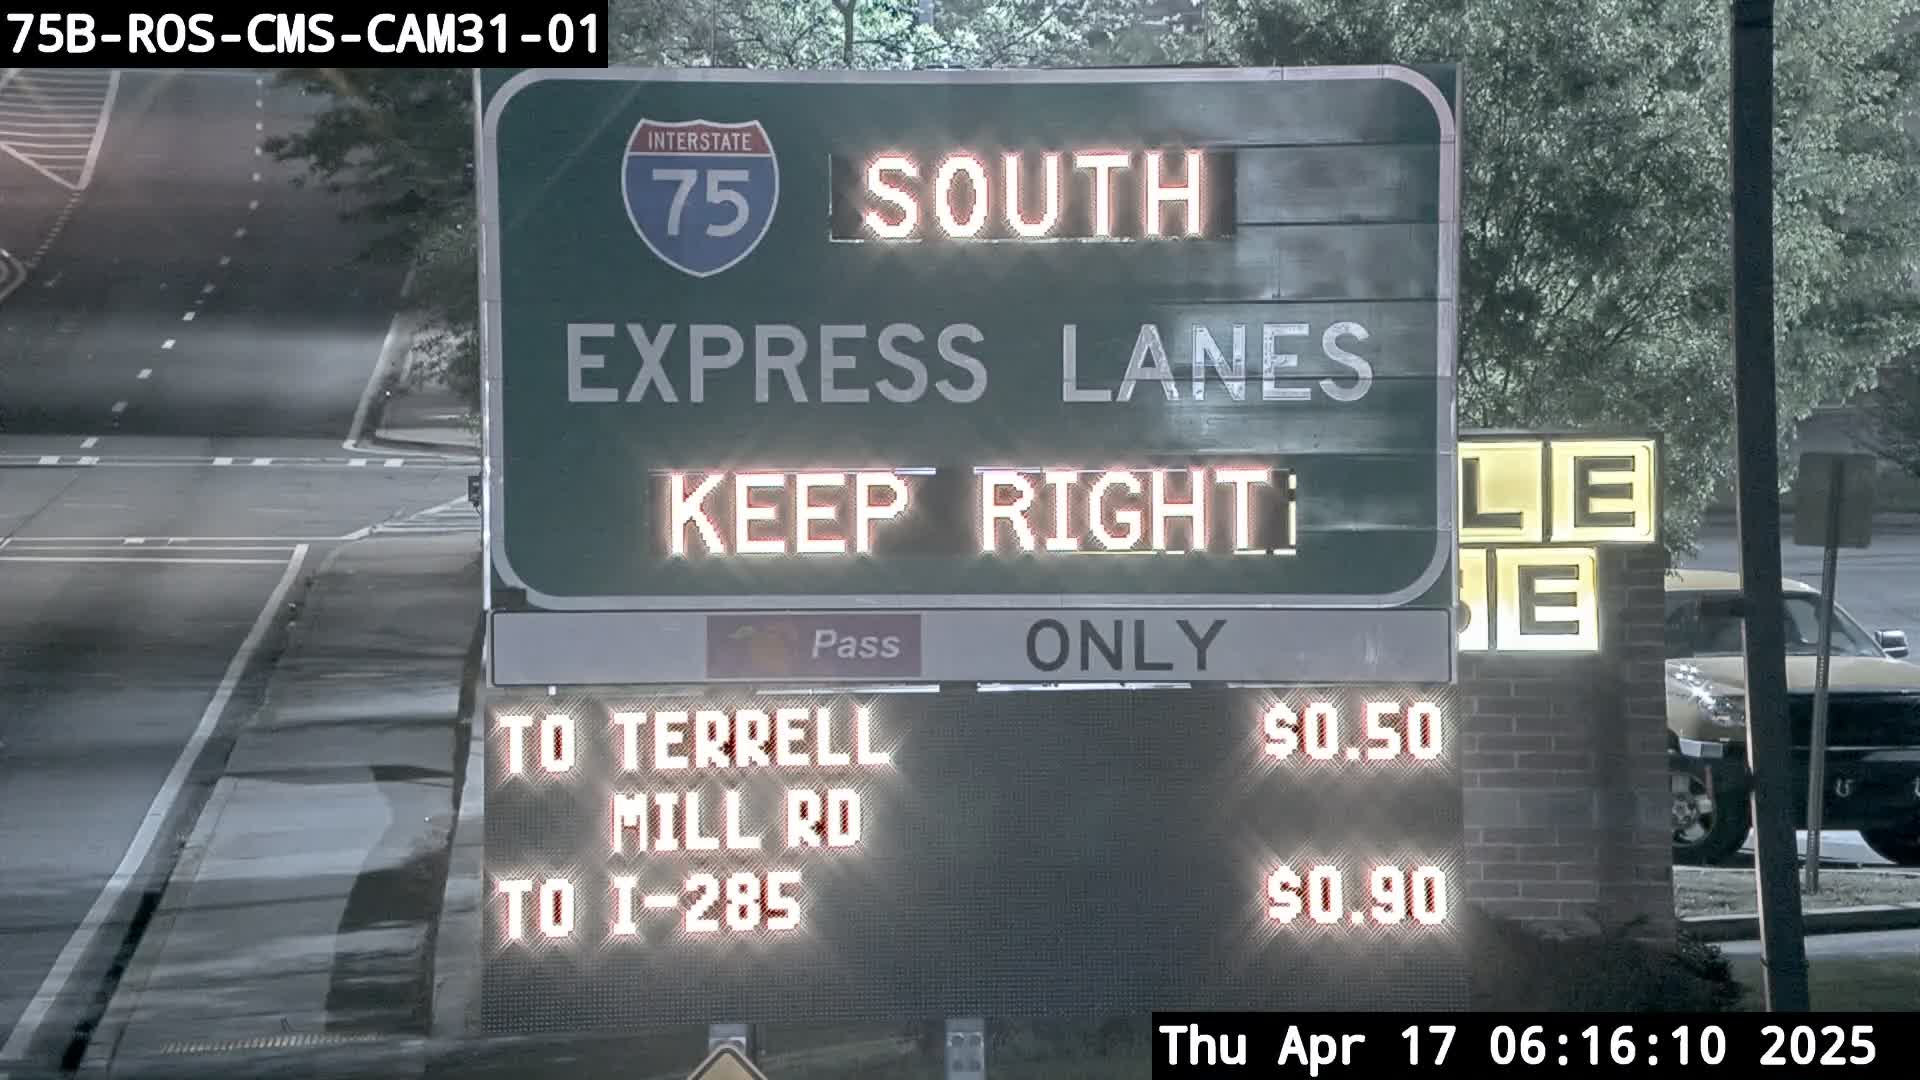 75B-ROS-CMS-CAM31-01
INTERSTATE
75
SOUTH
EXPRESS LANES
KEEP RIGHT
Pass ONLY
TO TERRELL $0.50
MILL RD
TO I-285 $0.90
LE
E
Thu Apr 17 06:16:10 2025